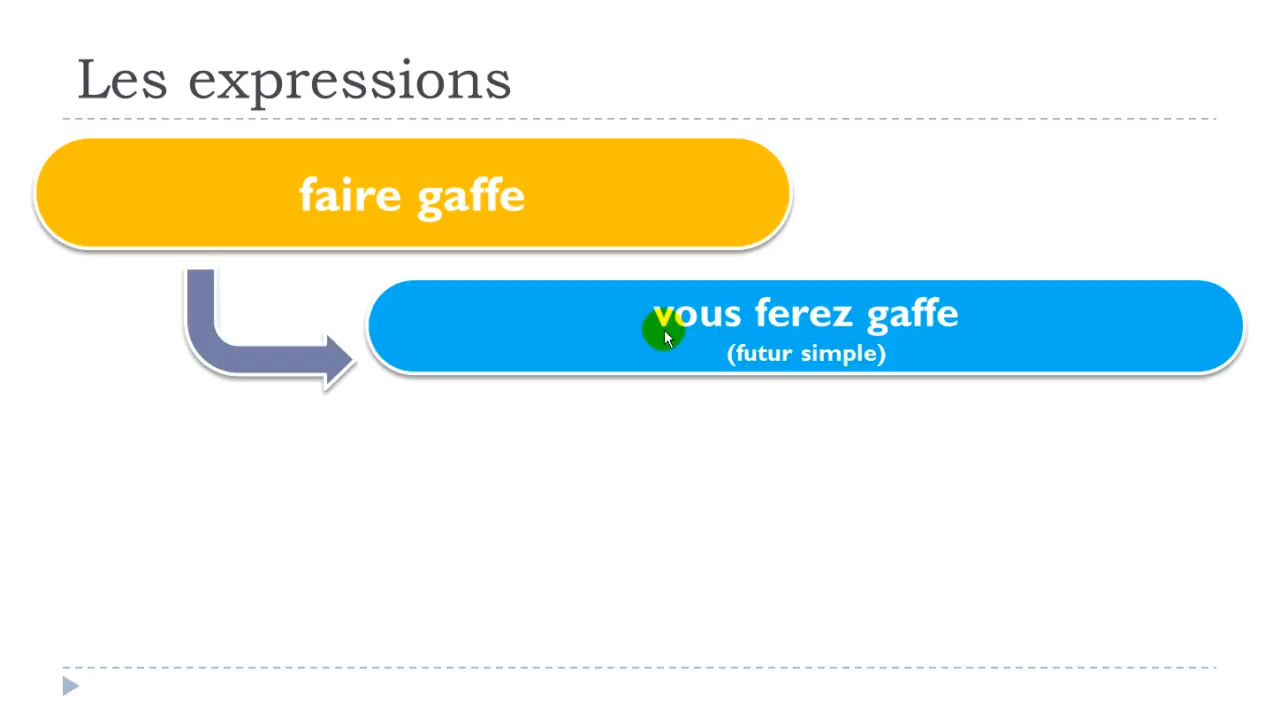 Les expressions
faire gaffe
vous ferez gaffe
(futur simple)